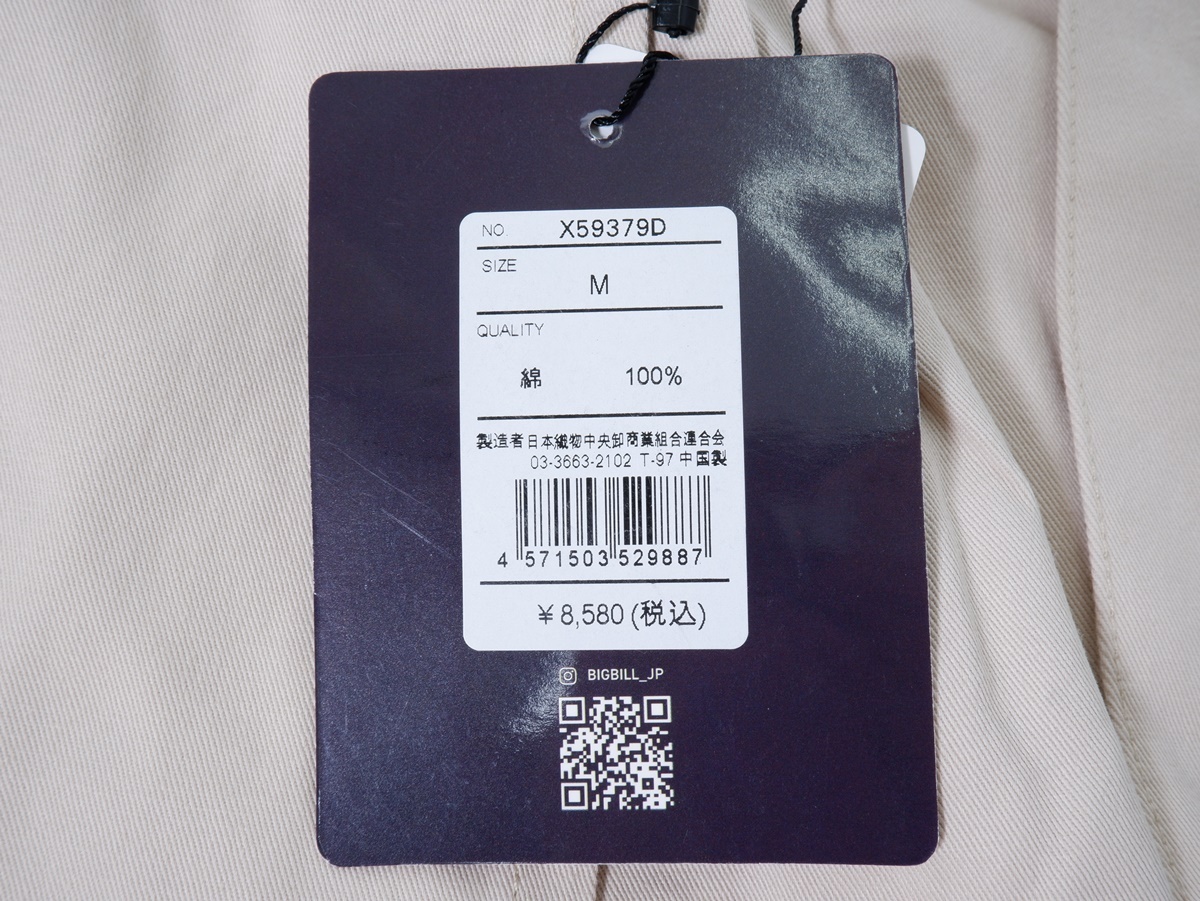 NO. X59379D
SIZE
M
QUALITY
綿 100%
製造者日本織物中央卸商業組合連合会
03-3663-2102 T-97 中国製
4 571503 529887
¥8,580(税込)
BIGBILL_JP